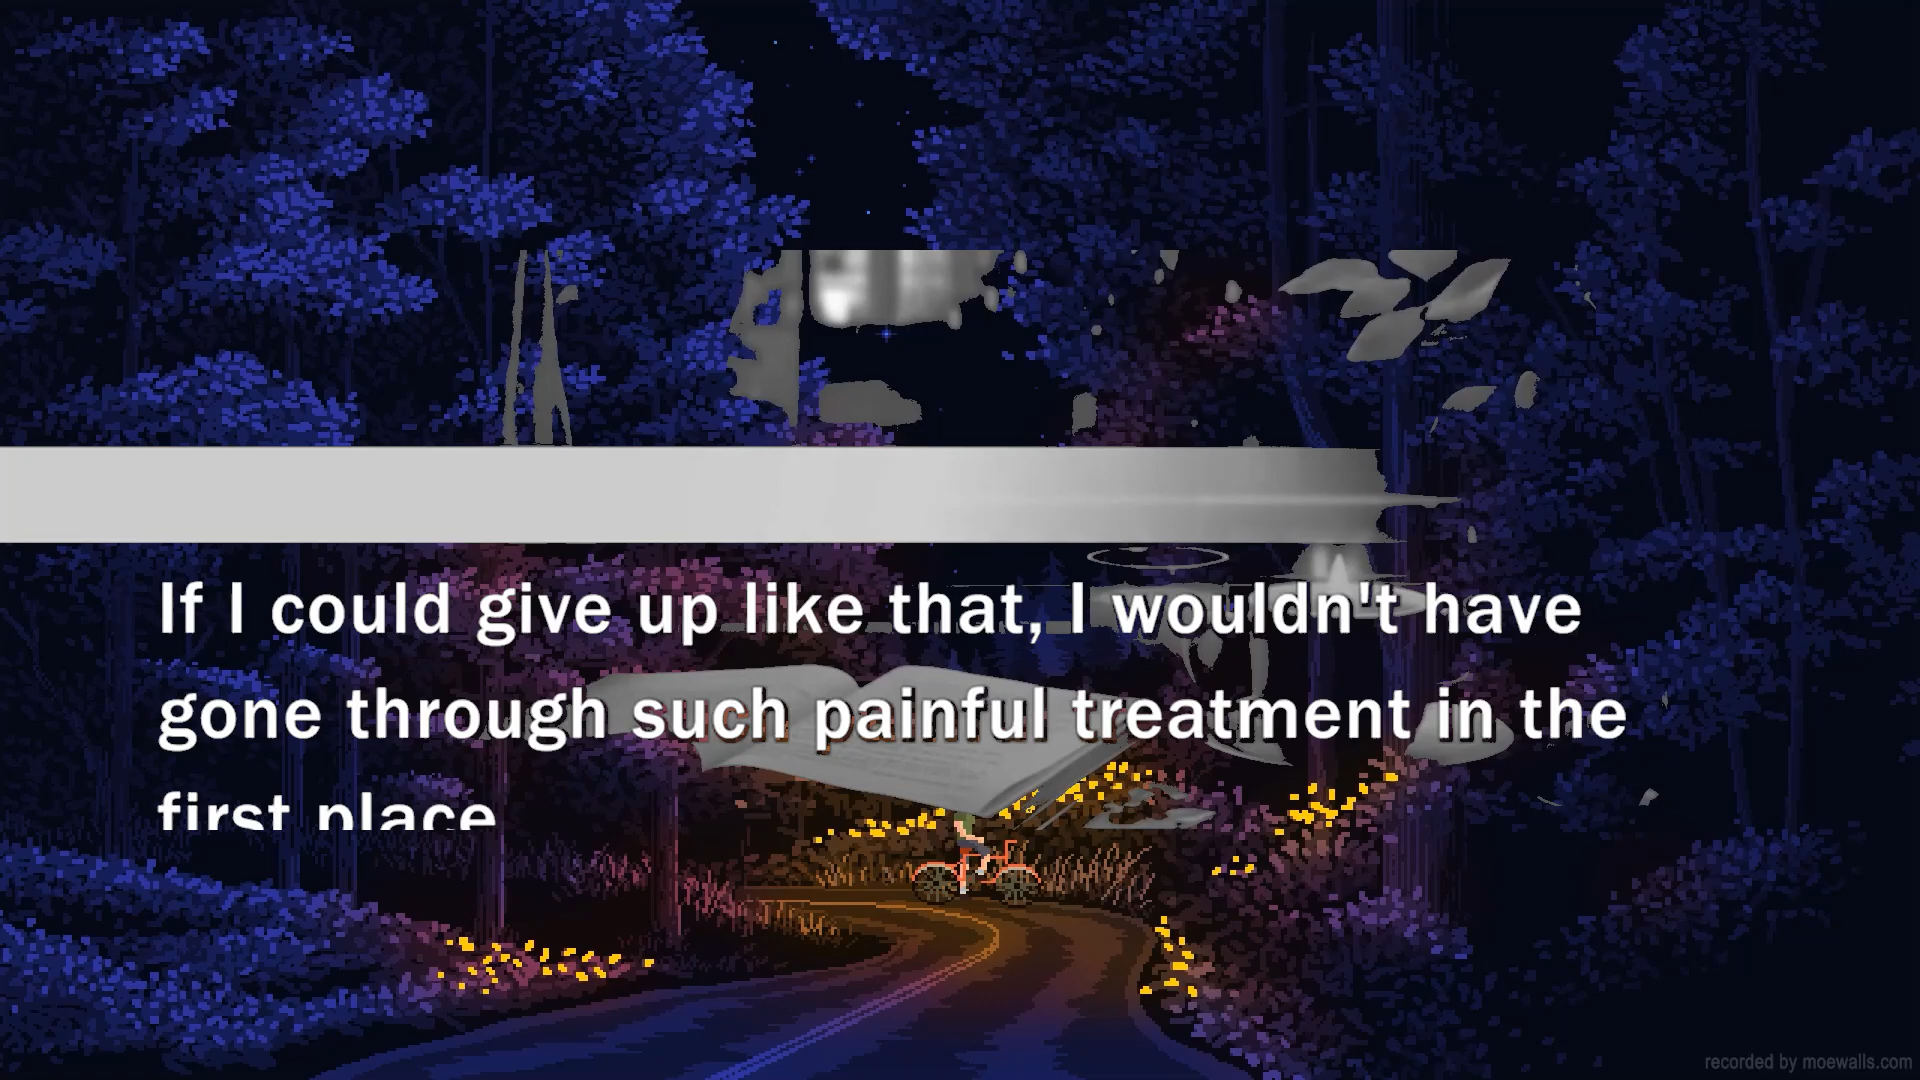 If I could give up like that, I wouldn't have
gone through such painful treatment in the
first place
recorded by moewalls.com